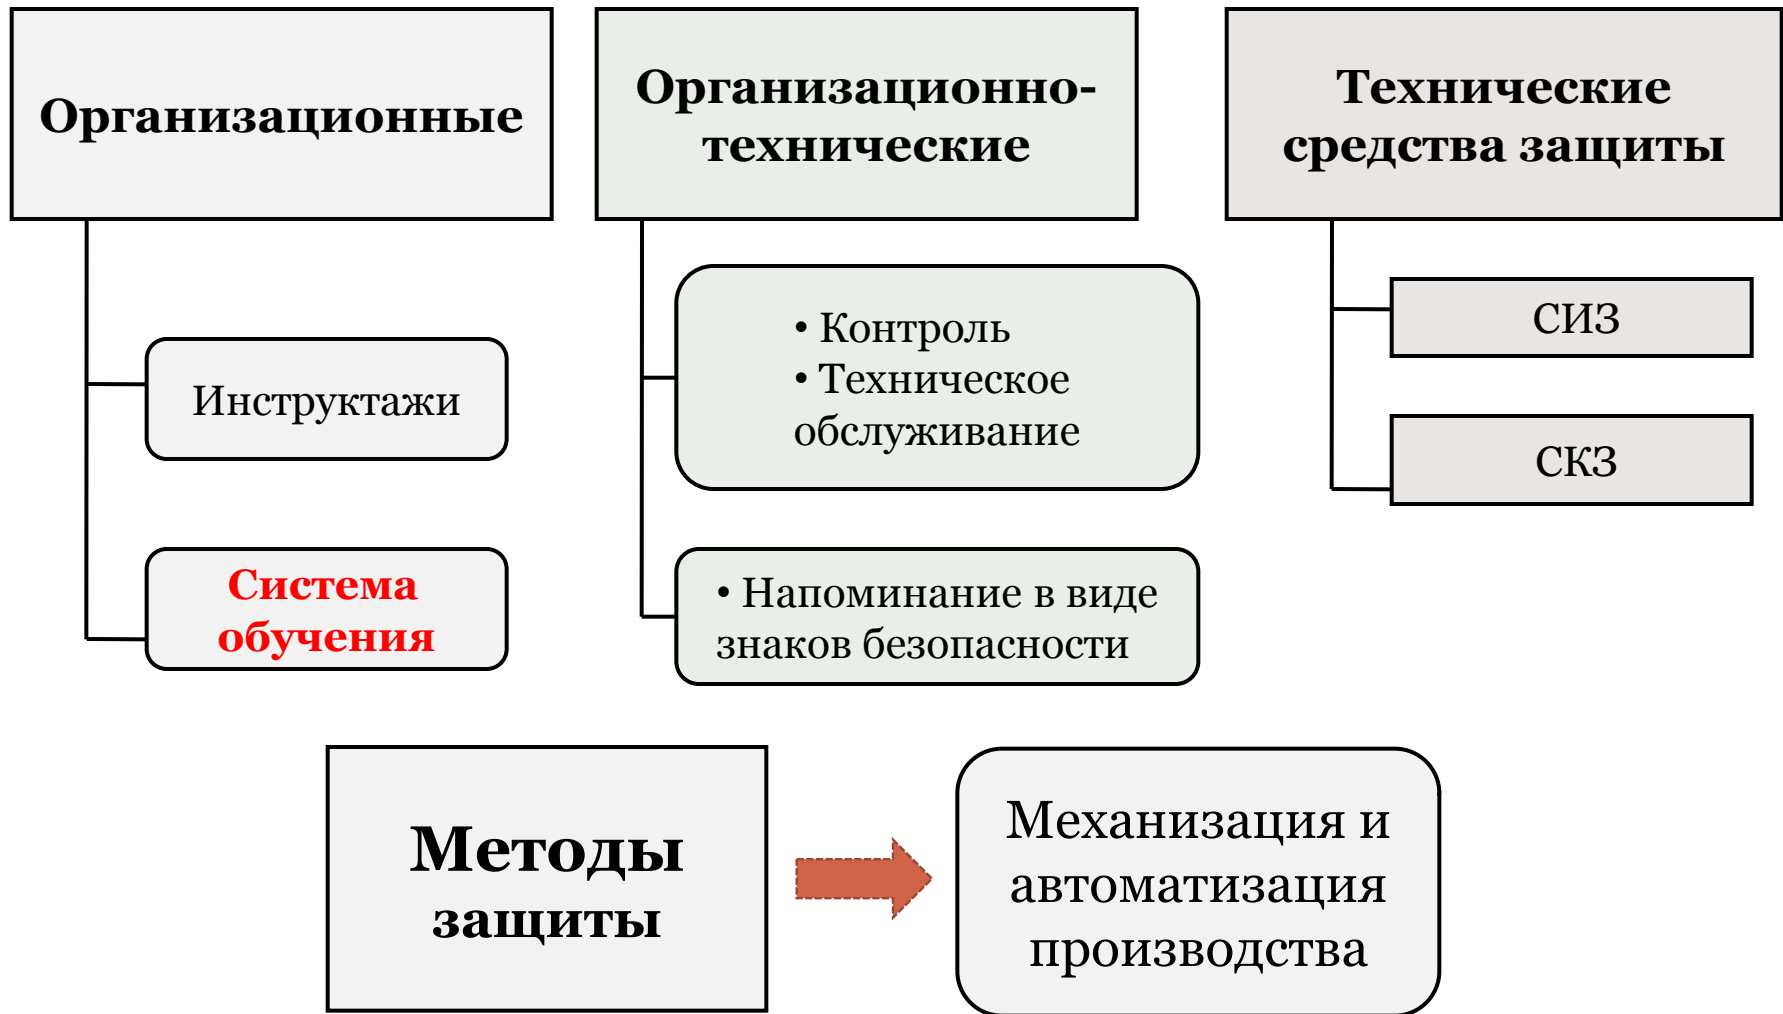 Организационные
Инструктажи
Система
обучения
Организационно-
технические
• Контроль
• Техническое
обслуживание
• Напоминание в виде
знаков безопасности
Технические
средства защиты
СИЗ
СКЗ
Методы
защиты
Механизация и
автоматизация
производства